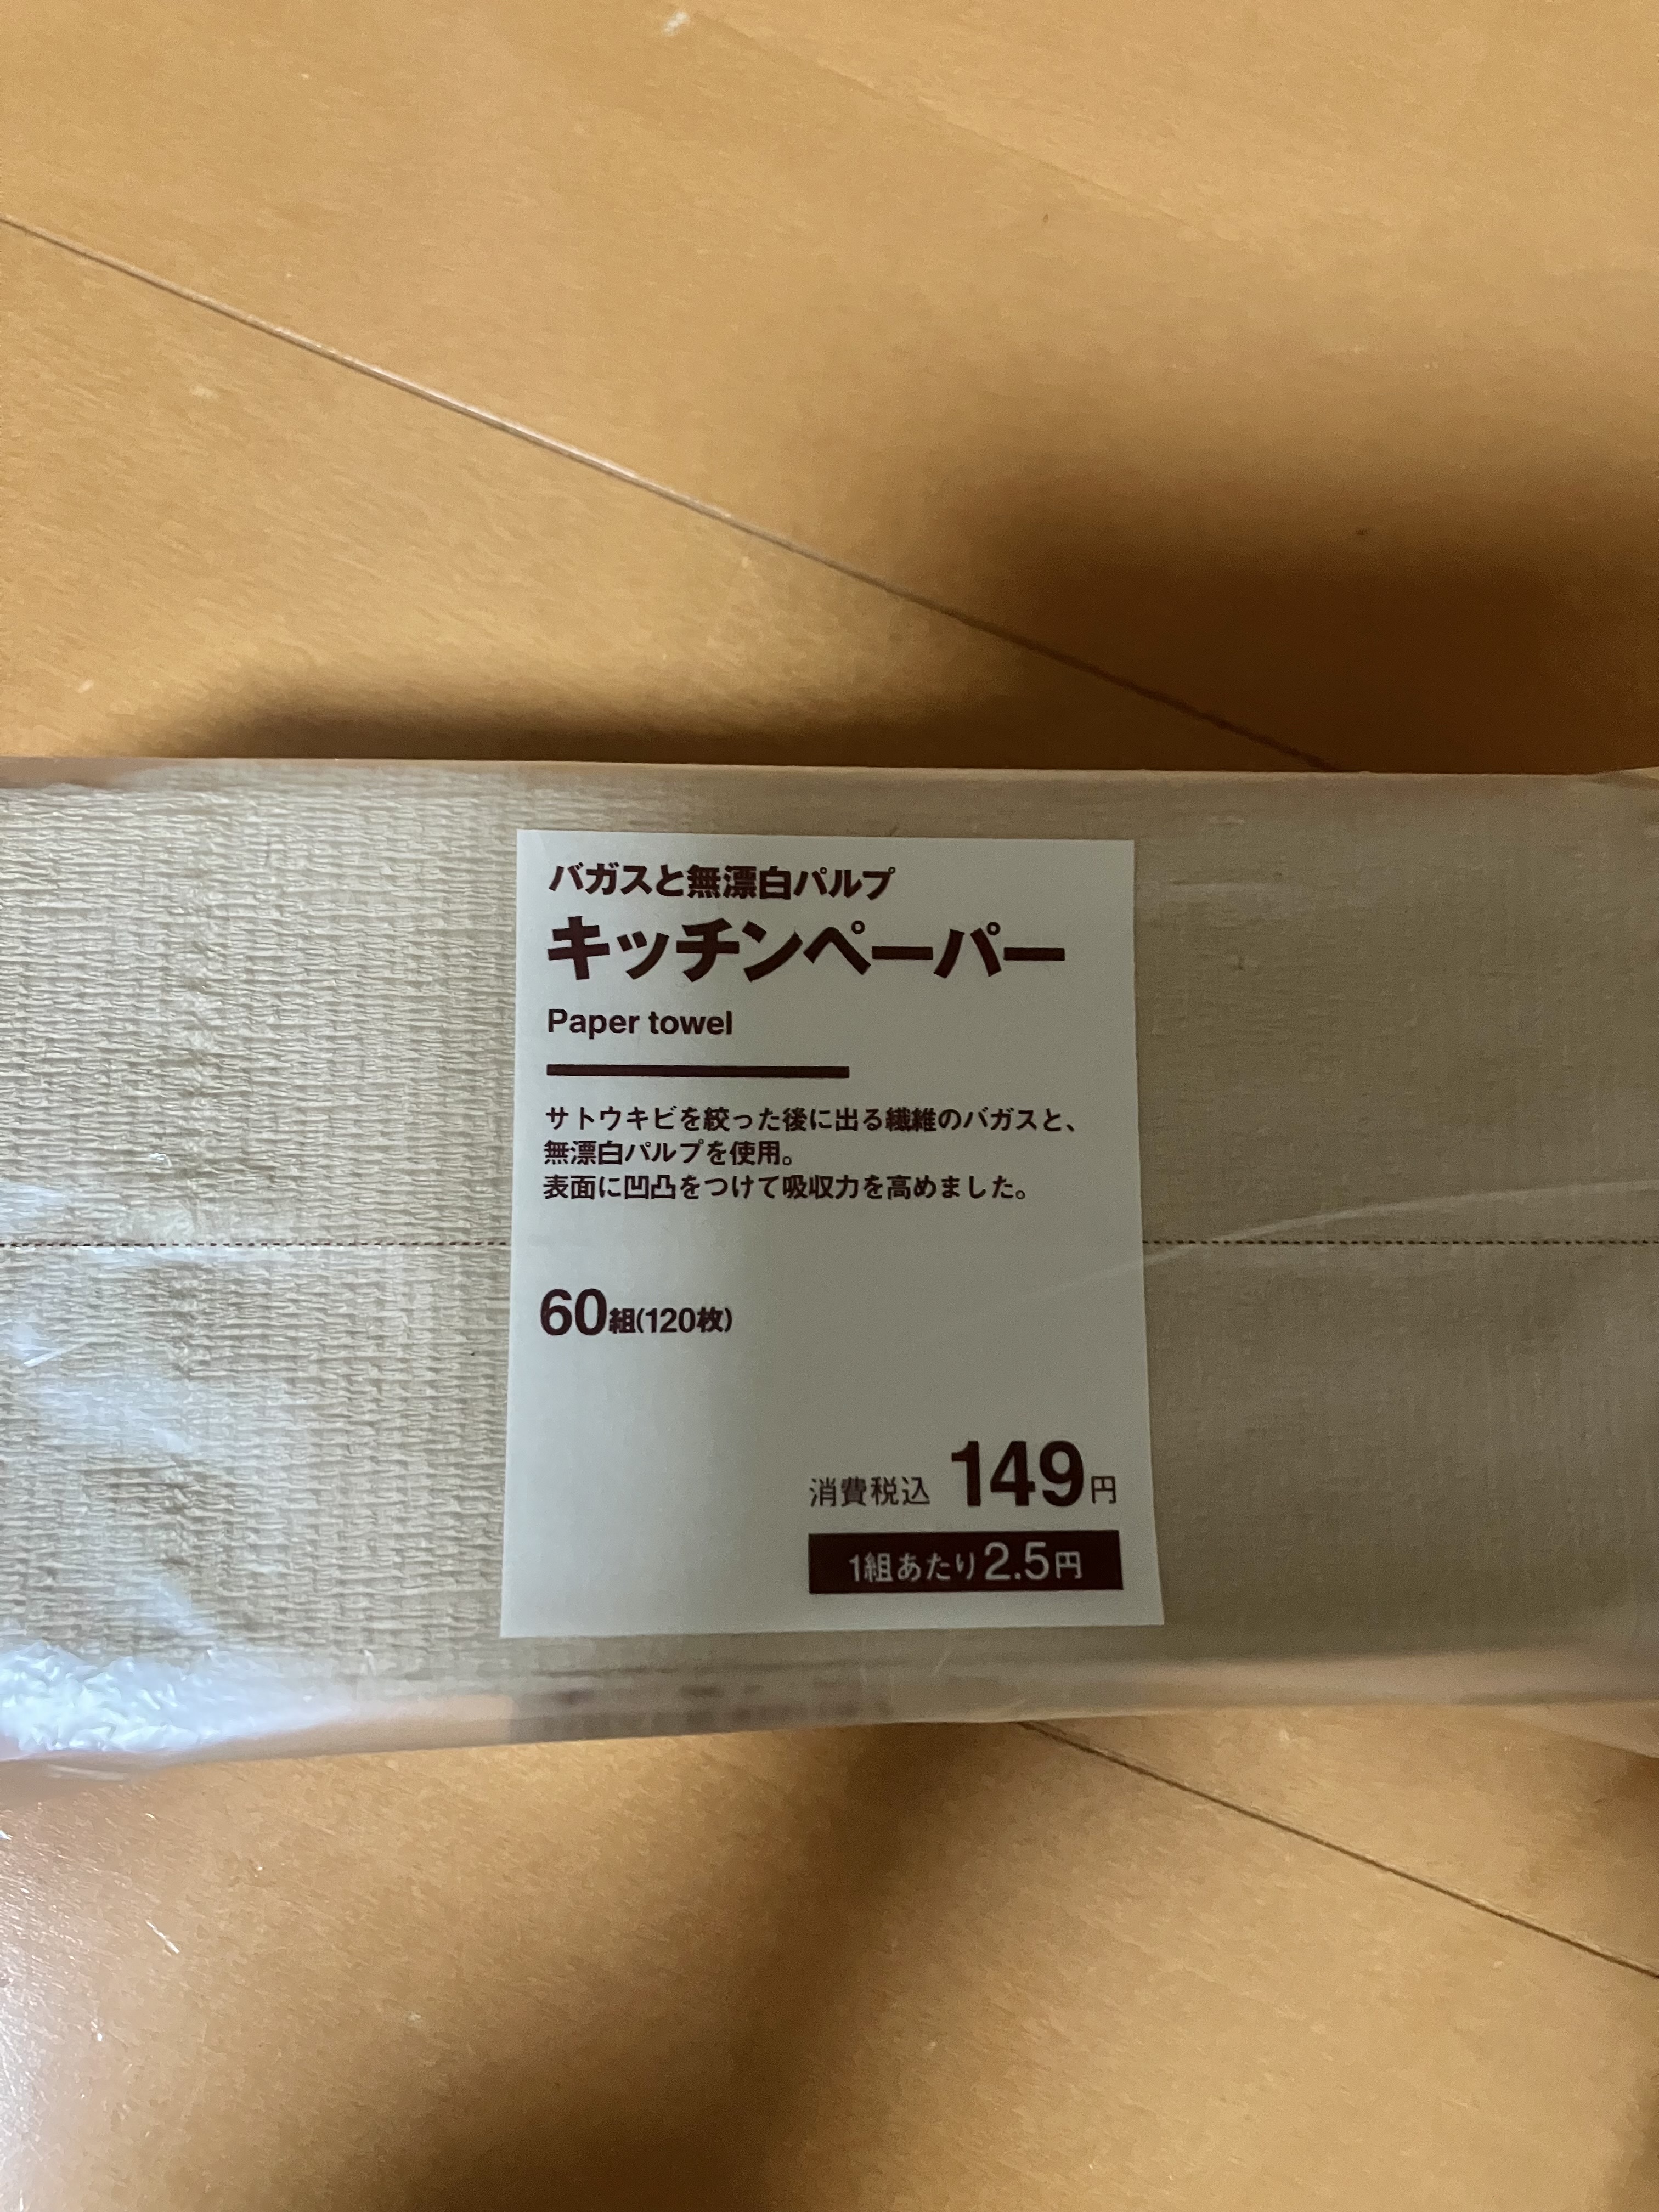 バガスと無漂白パルプ
キッチンペーパー
Paper towel
サトウキビを絞った後に出る繊維のバガスと、
無漂白パルプを使用。
表面に凹凸をつけて吸収力を高めました。
60組(120枚)
消費税込 149円
1組あたり2.5円